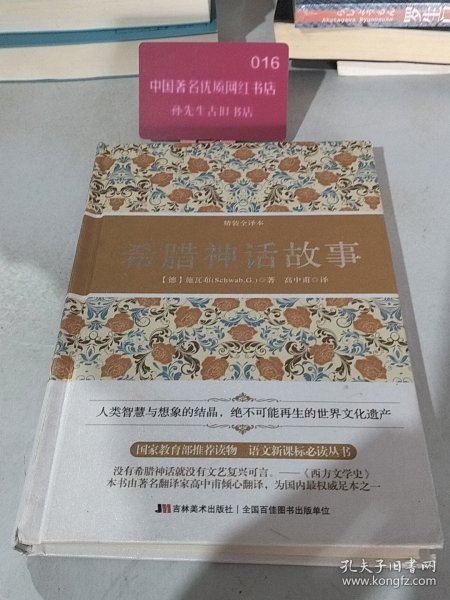 Akutagawa Ryunosuke
罗生门
016
中国著名优质网红书店
孙先生古旧书店
精装全译本
希腊神话故事
【德】施瓦布(Schwab,G.)著 高中甫 译
人类智慧与想象的结晶，绝不可能再生的世界文化遗产
国家教育部推荐读物 语文新课标必读丛书
没有希腊神话就没有文艺复兴可言。——《西方文学史》
本书由著名翻译家高中甫倾心翻译，为国内最权威足本之一
吉林美术出版社 | 全国百佳图书出版单位
孔夫子旧书网
www.kongfz.com